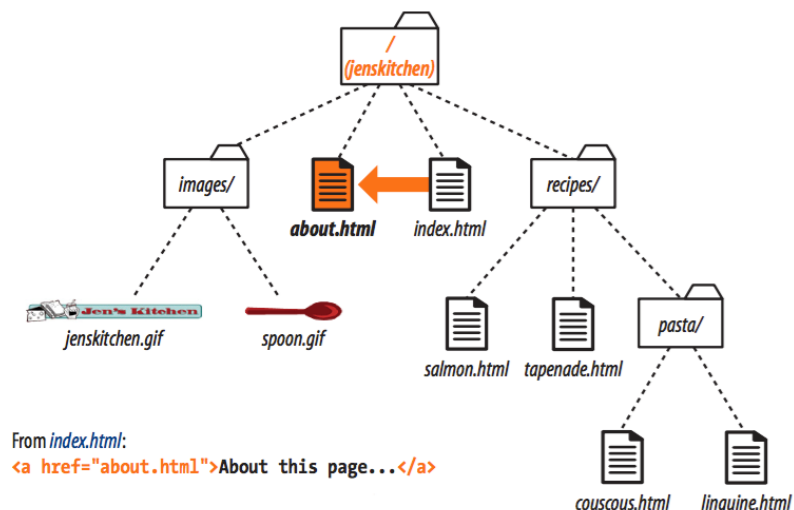 /
(jenskitchen)
images/
about.html
index.html
recipes/
Jen's Kitchen
jenskitchen.gif
spoon.gif
salmon.html
tapenade.html
pasta/
From index.html:
<a href="about.html">About this page...</a>
couscous.html
linguine.html